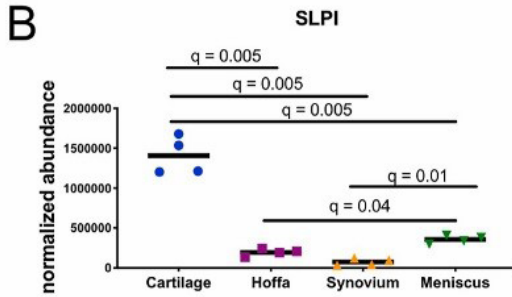 B
SLPI
q = 0.005
q = 0.005
q = 0.005
q = 0.01
q = 0.04
normalized abundance
2000000
1500000
1000000
500000
0
Cartilage Hoffa Synovium Meniscus